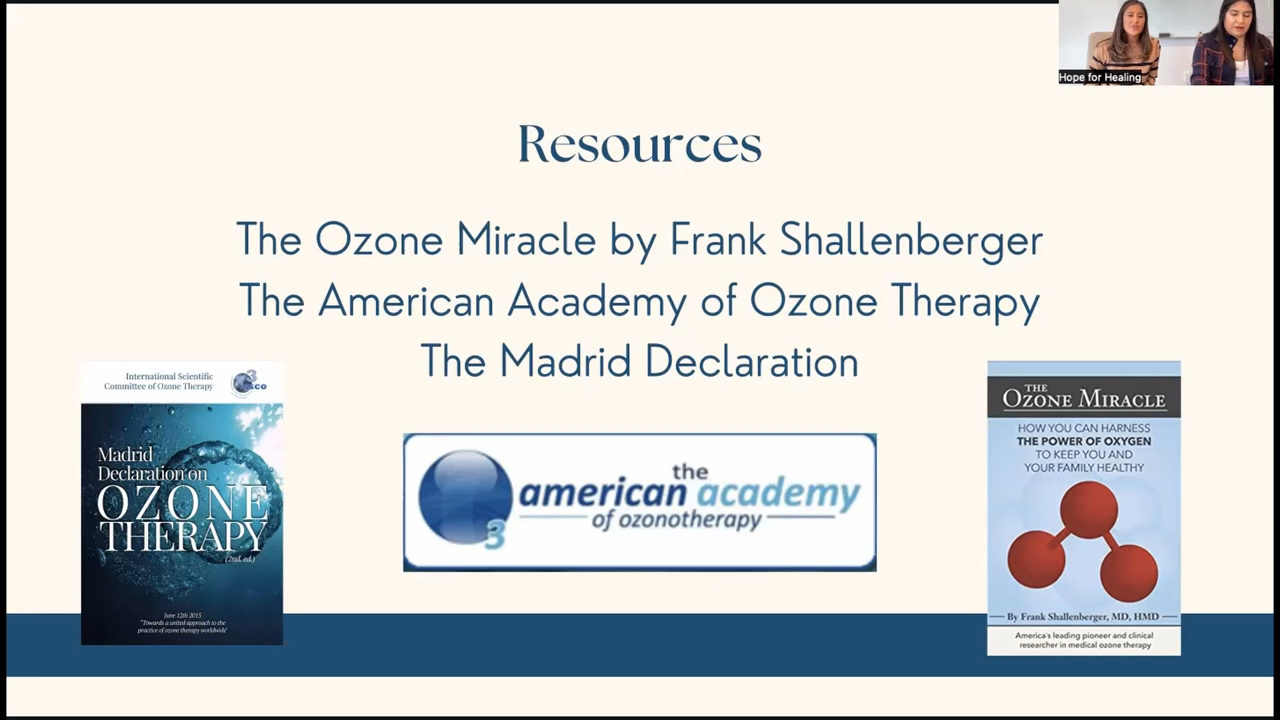 Hope for Healing
Resources
The Ozone Miracle by Frank Shallenberger
The American Academy of Ozone Therapy
The Madrid Declaration
International Scientific
Committee of Ozone Therapy
3
SCO
Madrid
Declaration on
OZONE
THERAPY
(2nd. ed.)
June 12th 2015
"Towards a united approach to the
practice of ozone therapy worldwide"
3
the
american academy
of ozonotherapy
THE
OZONE MIRACLE
HOW YOU CAN HARNESS
THE POWER OF OXYGEN
TO KEEP YOU AND
YOUR FAMILY HEALTHY
By Frank Shallenberger, MD, HMD
America's leading pioneer and clinical
researcher in medical ozone therapy